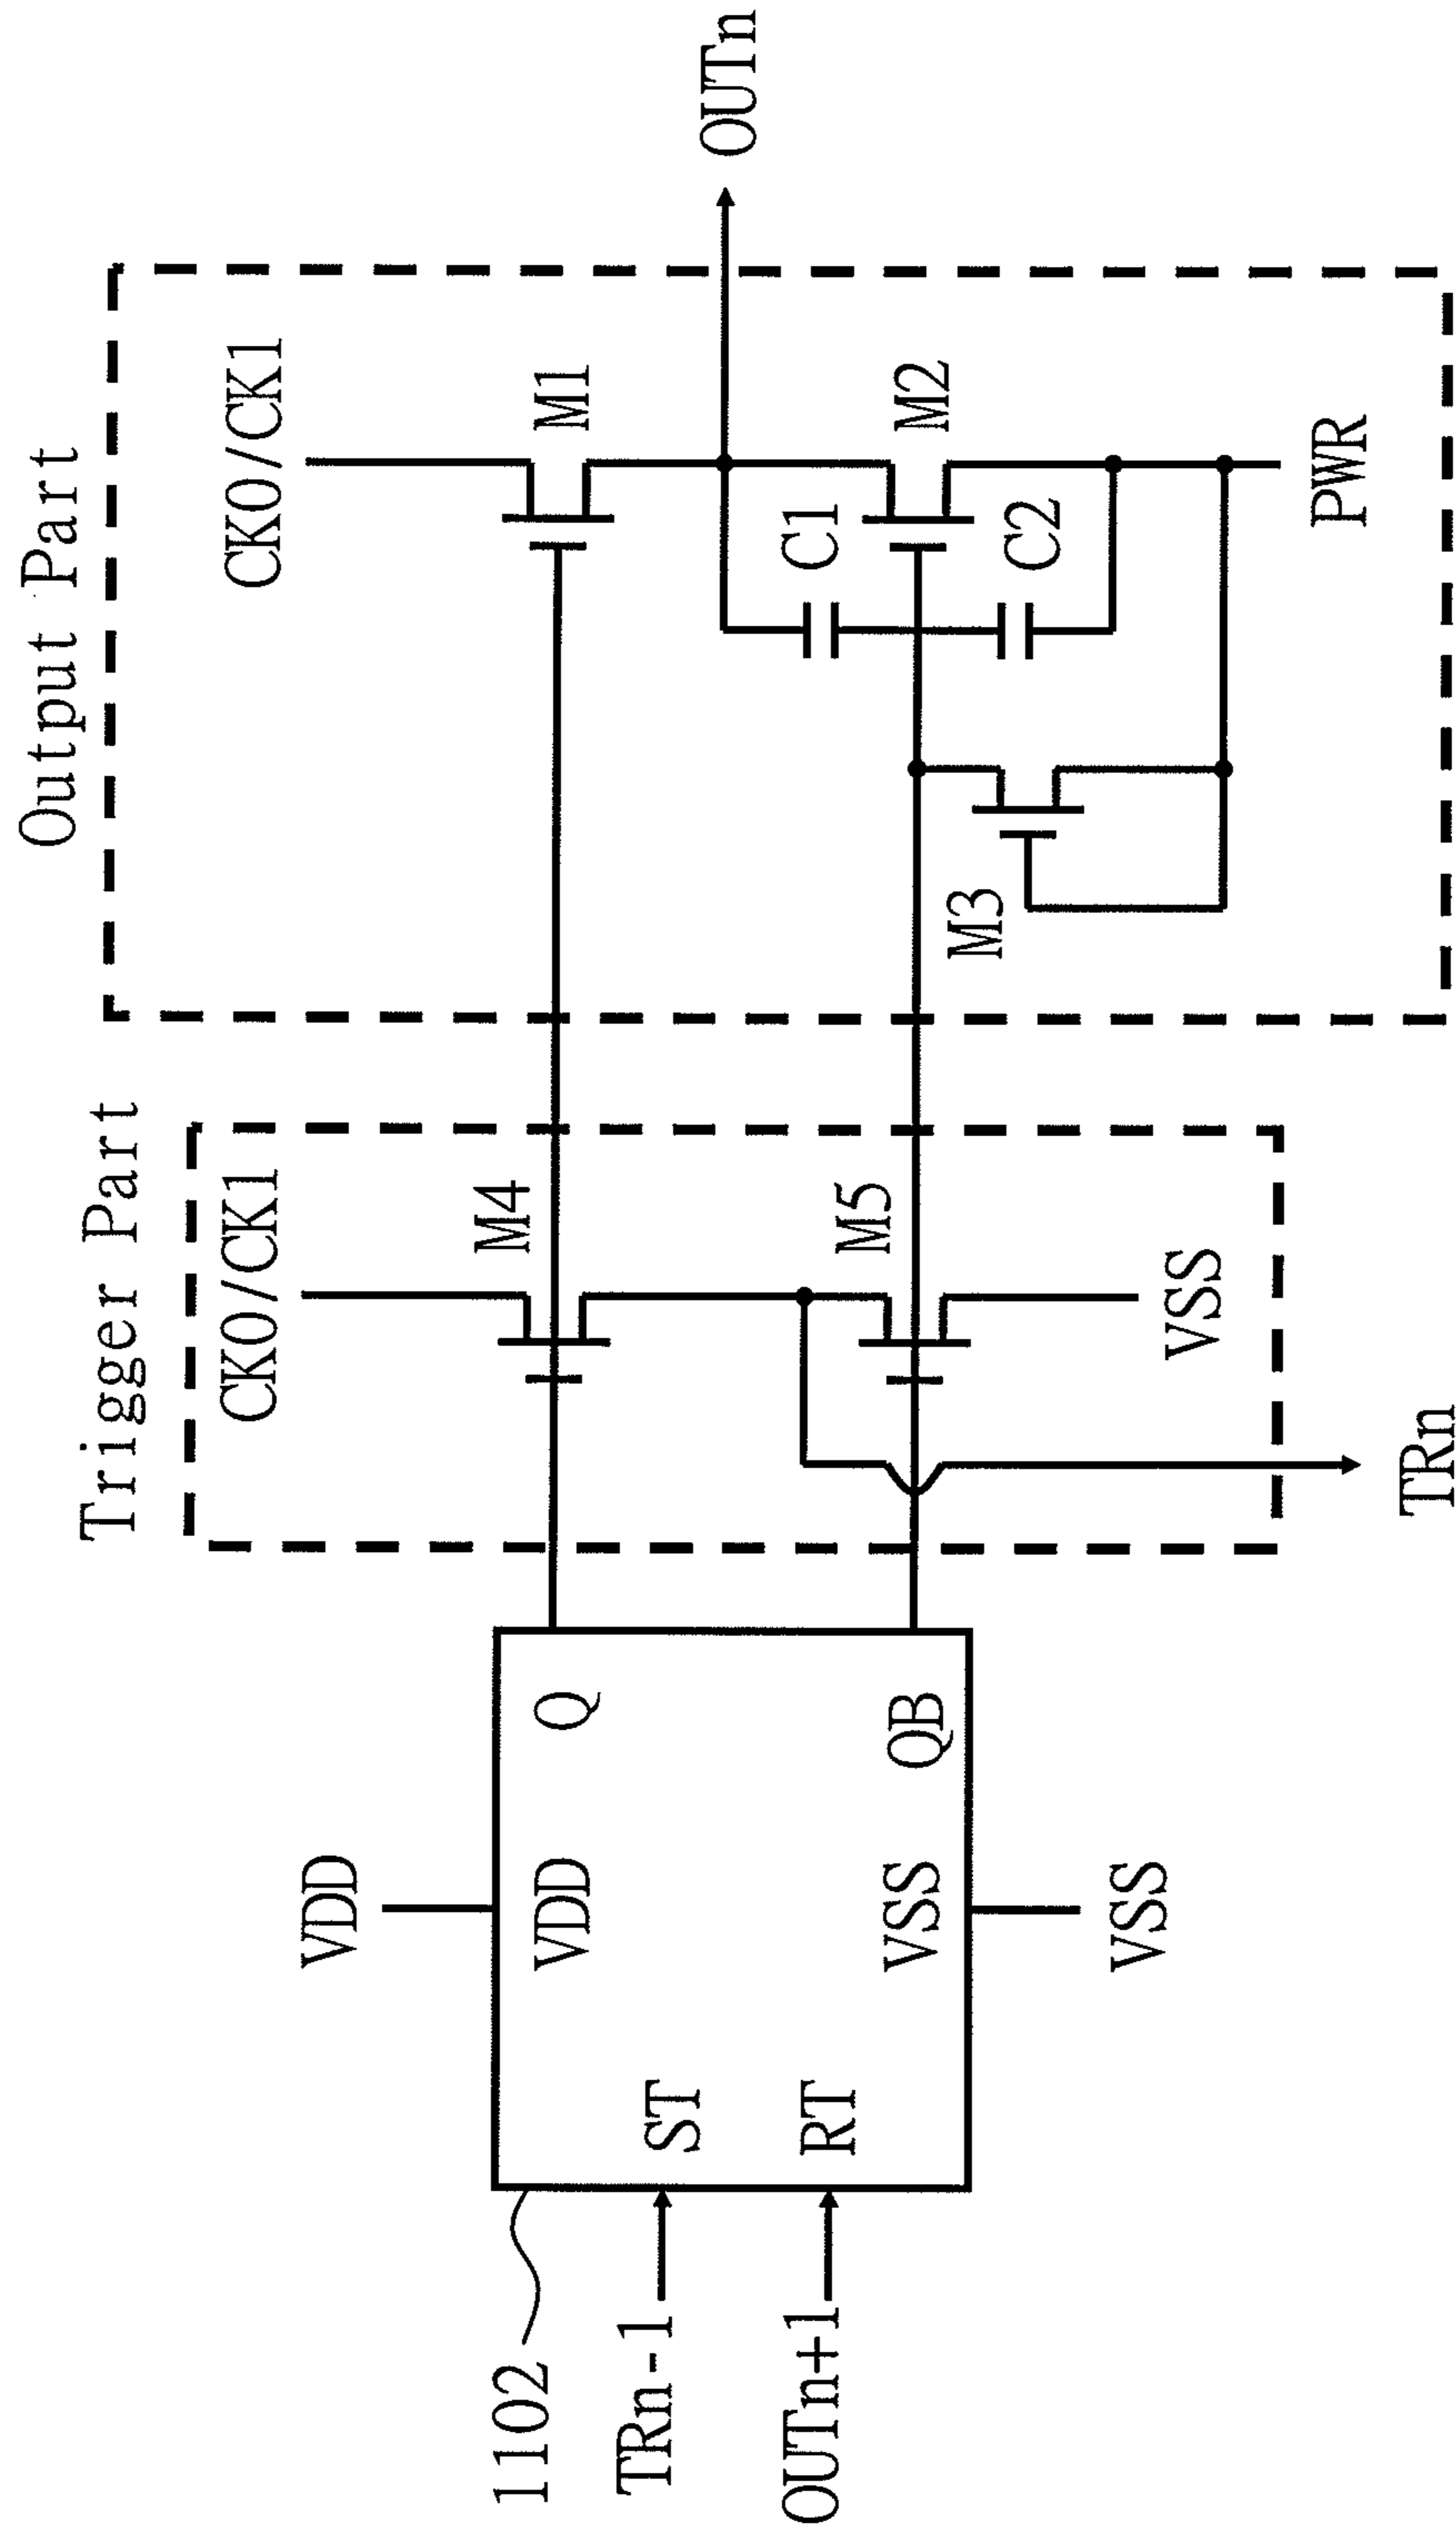 Output Part
Trigger Part
CK0/CK1
CK0/CK1
VDD
M4
M1
1102
VDD
Q
TRn-1
ST
OUTn
C1
OUTn+1
RT
M5
M2
VSS
QB
M3
C2
VSS
VSS
PWR
TRn